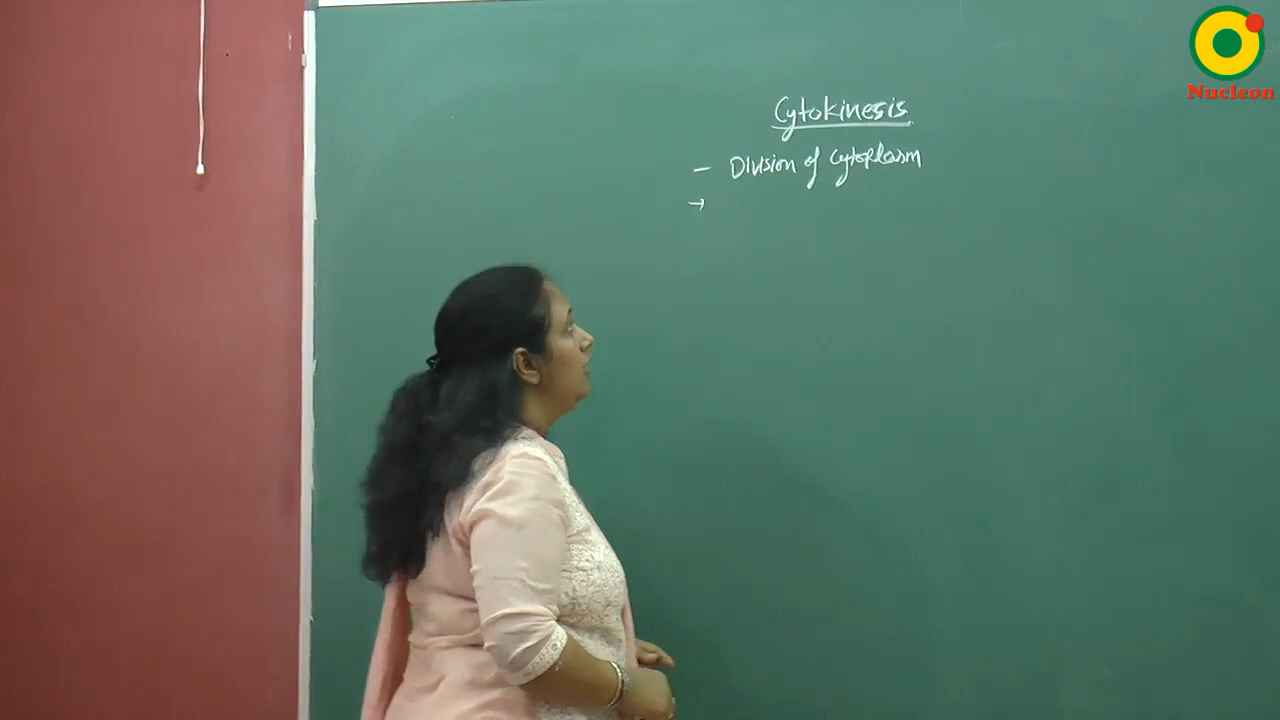 Nucleon
Cytokinesis
- Division of cytoplasm
→